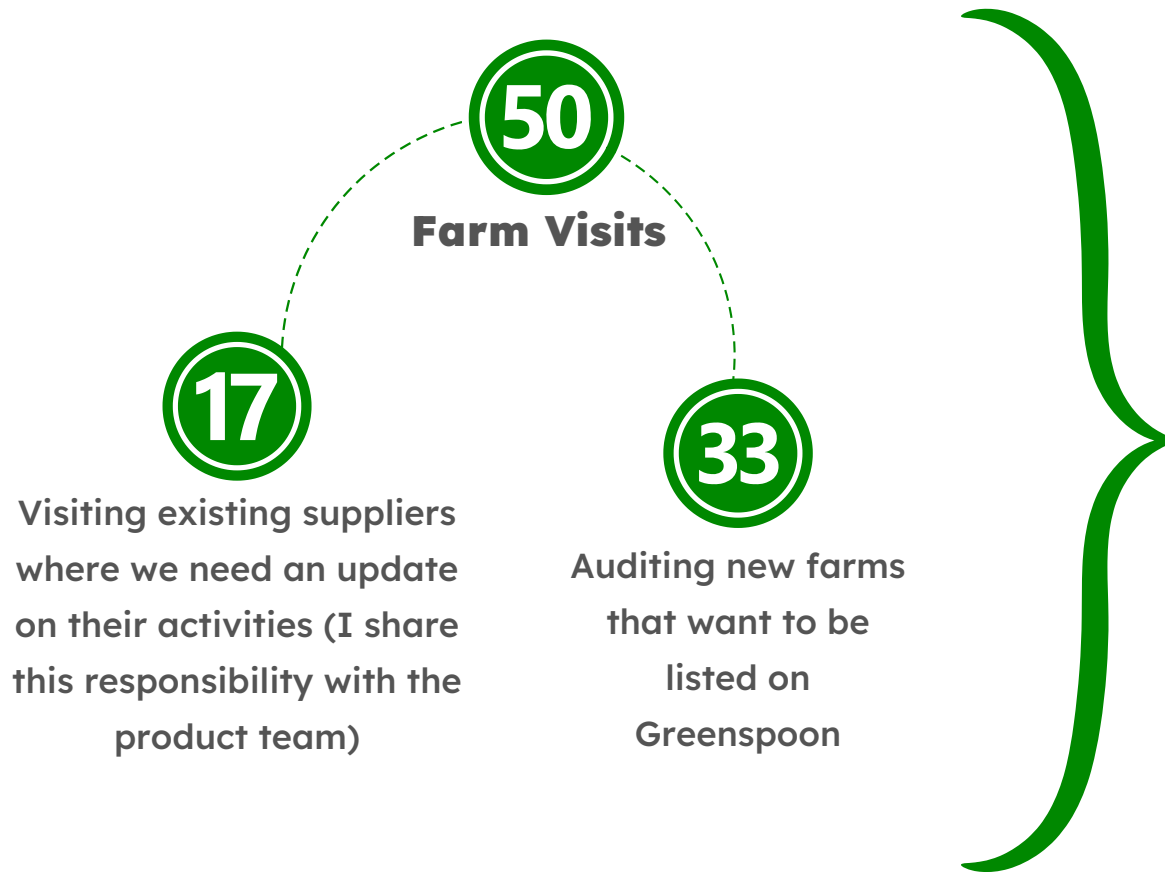 50
Farm Visits
17
Visiting existing suppliers
where we need an update
on their activities (I share
this responsibility with the
product team)
33
Auditing new farms
that want to be
listed on
Greenspoon